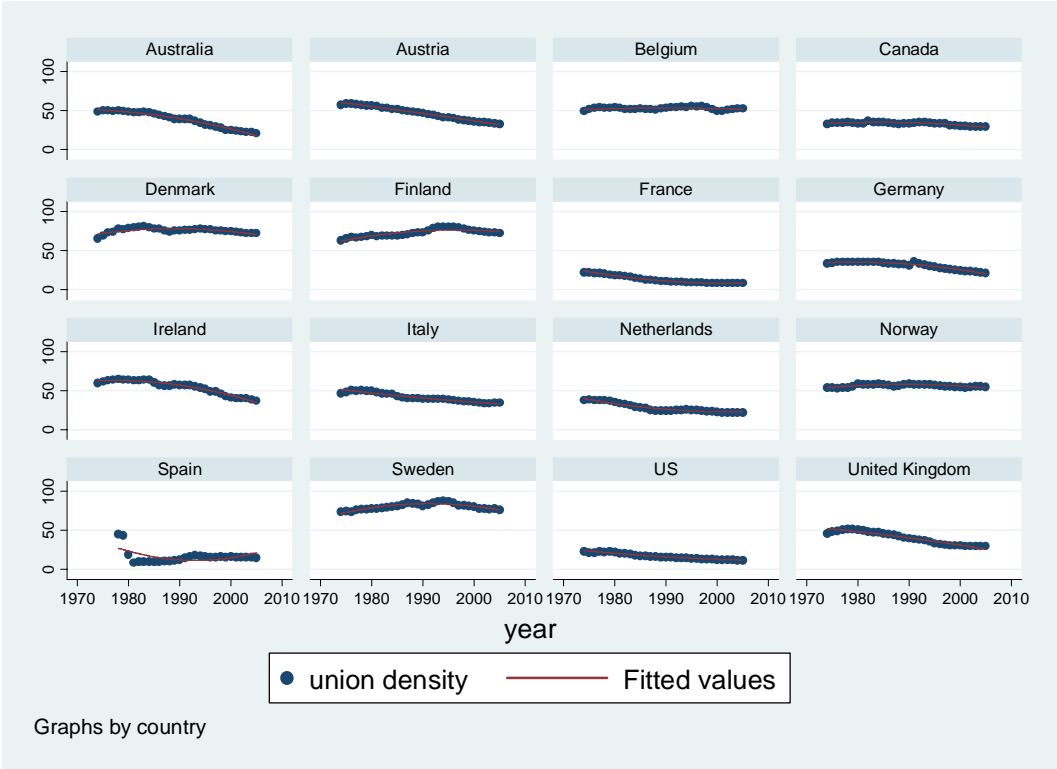 Australia Austria Belgium Canada
100
50
0
Denmark Finland France Germany
100
50
0
Ireland Italy Netherlands Norway
100
50
0
Spain Sweden US United Kingdom
100
50
0
1970 1980 1990 2000 2010 1970 1980 1990 2000 2010 1970 1980 1990 2000 2010 1970 1980 1990 2000 2010
year
union density Fitted values
Graphs by country